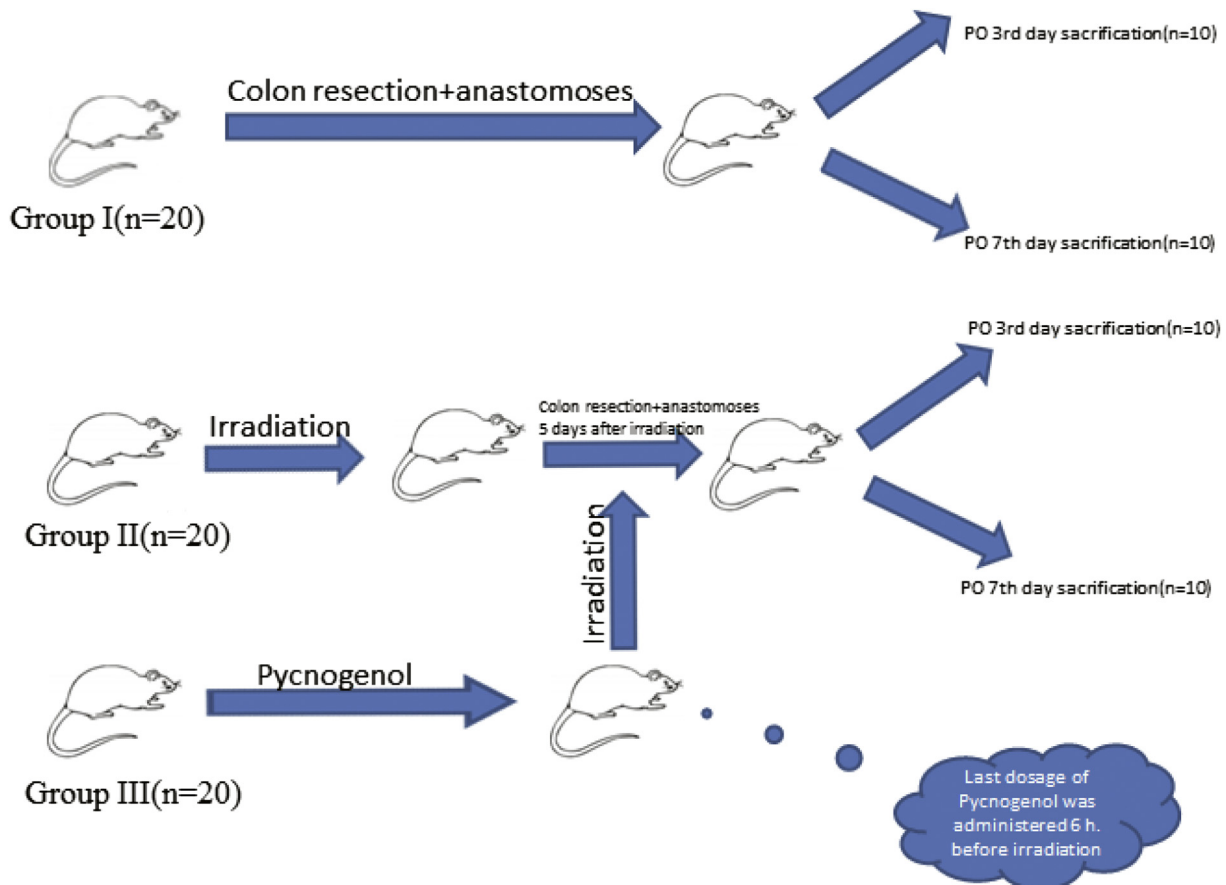 PO 3rd day sacrification(n=10)
Colon resection+anastomoses
Group I(n=20)
PO 7th day sacrification(n=10)
PO 3rd day sacrification(n=10)
Colon resection+anastomoses
5 days after irradiation
Irradiation
Group II(n=20)
Irradiation
PO 7th day sacrification(n=10)
Pycnogenol
Group III(n=20)
Last dosage of
Pycnogenol was
administered 6 h.
before irradiation